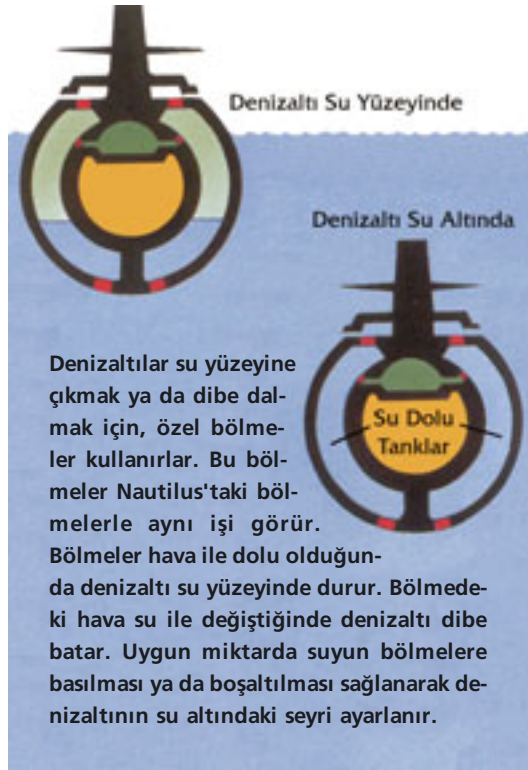 Denizaltı Su Yüzeyinde
Denizaltı Su Altında
Su Dolu
Tanklar
Denizaltılar su yüzeyine
çıkmak ya da dibe dal-
mak için, özel bölme-
ler kullanırlar. Bu böl-
meler Nautilus'taki böl-
melerle aynı işi görür.
Bölmeler hava ile dolu olduğun-
da denizaltı su yüzeyinde durur. Bölmede-
ki hava su ile değiştiğinde denizaltı dibe
batar. Uygun miktarda suyun bölmelere
basılması ya da boşaltılması sağlanarak de-
nizaltının su altındaki seyri ayarlanır.